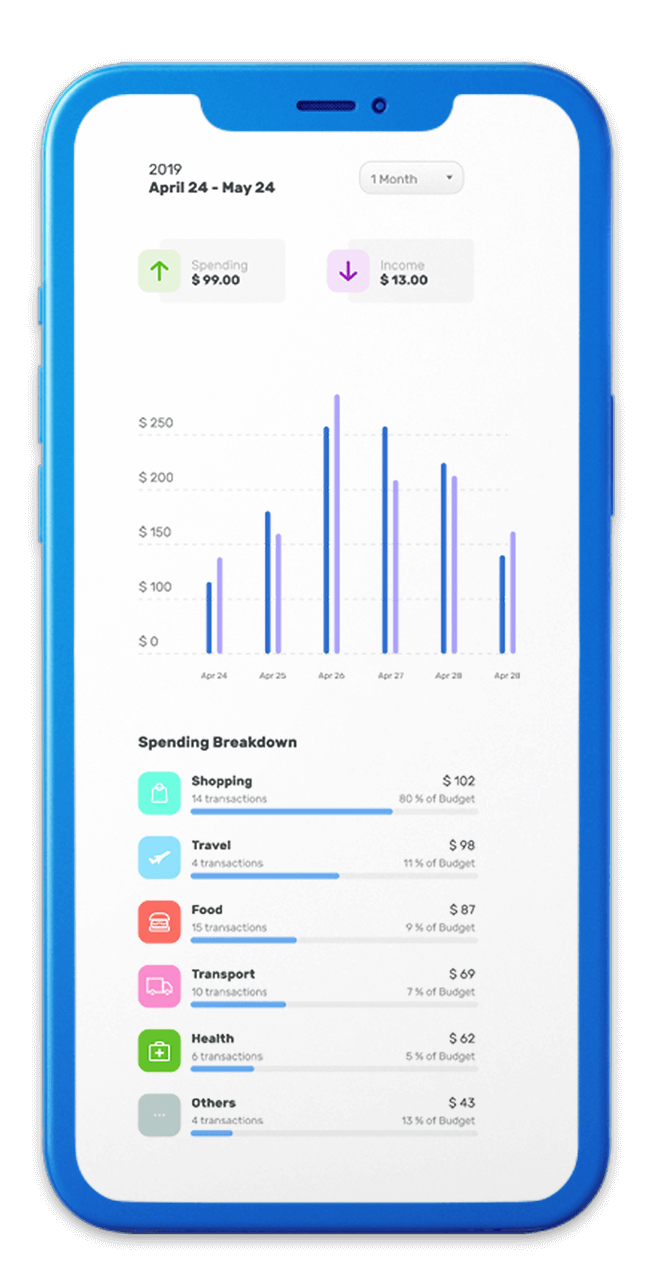 2019
April 24 - May 24
1 Month
Spending
$ 99.00
Income
$ 13.00
$ 250
$ 200
$ 150
$ 100
$ 0
Apr 24 Apr 25 Apr 26 Apr 27 Apr 28 Apr 28
Spending Breakdown
Shopping $ 102
14 transactions 80 % of Budget
Travel $ 98
4 transactions 11 % of Budget
Food $ 87
15 transactions 9 % of Budget
Transport $ 69
10 transactions 7 % of Budget
Health $ 62
6 transactions 5 % of Budget
Others $ 43
4 transactions 13 % of Budget